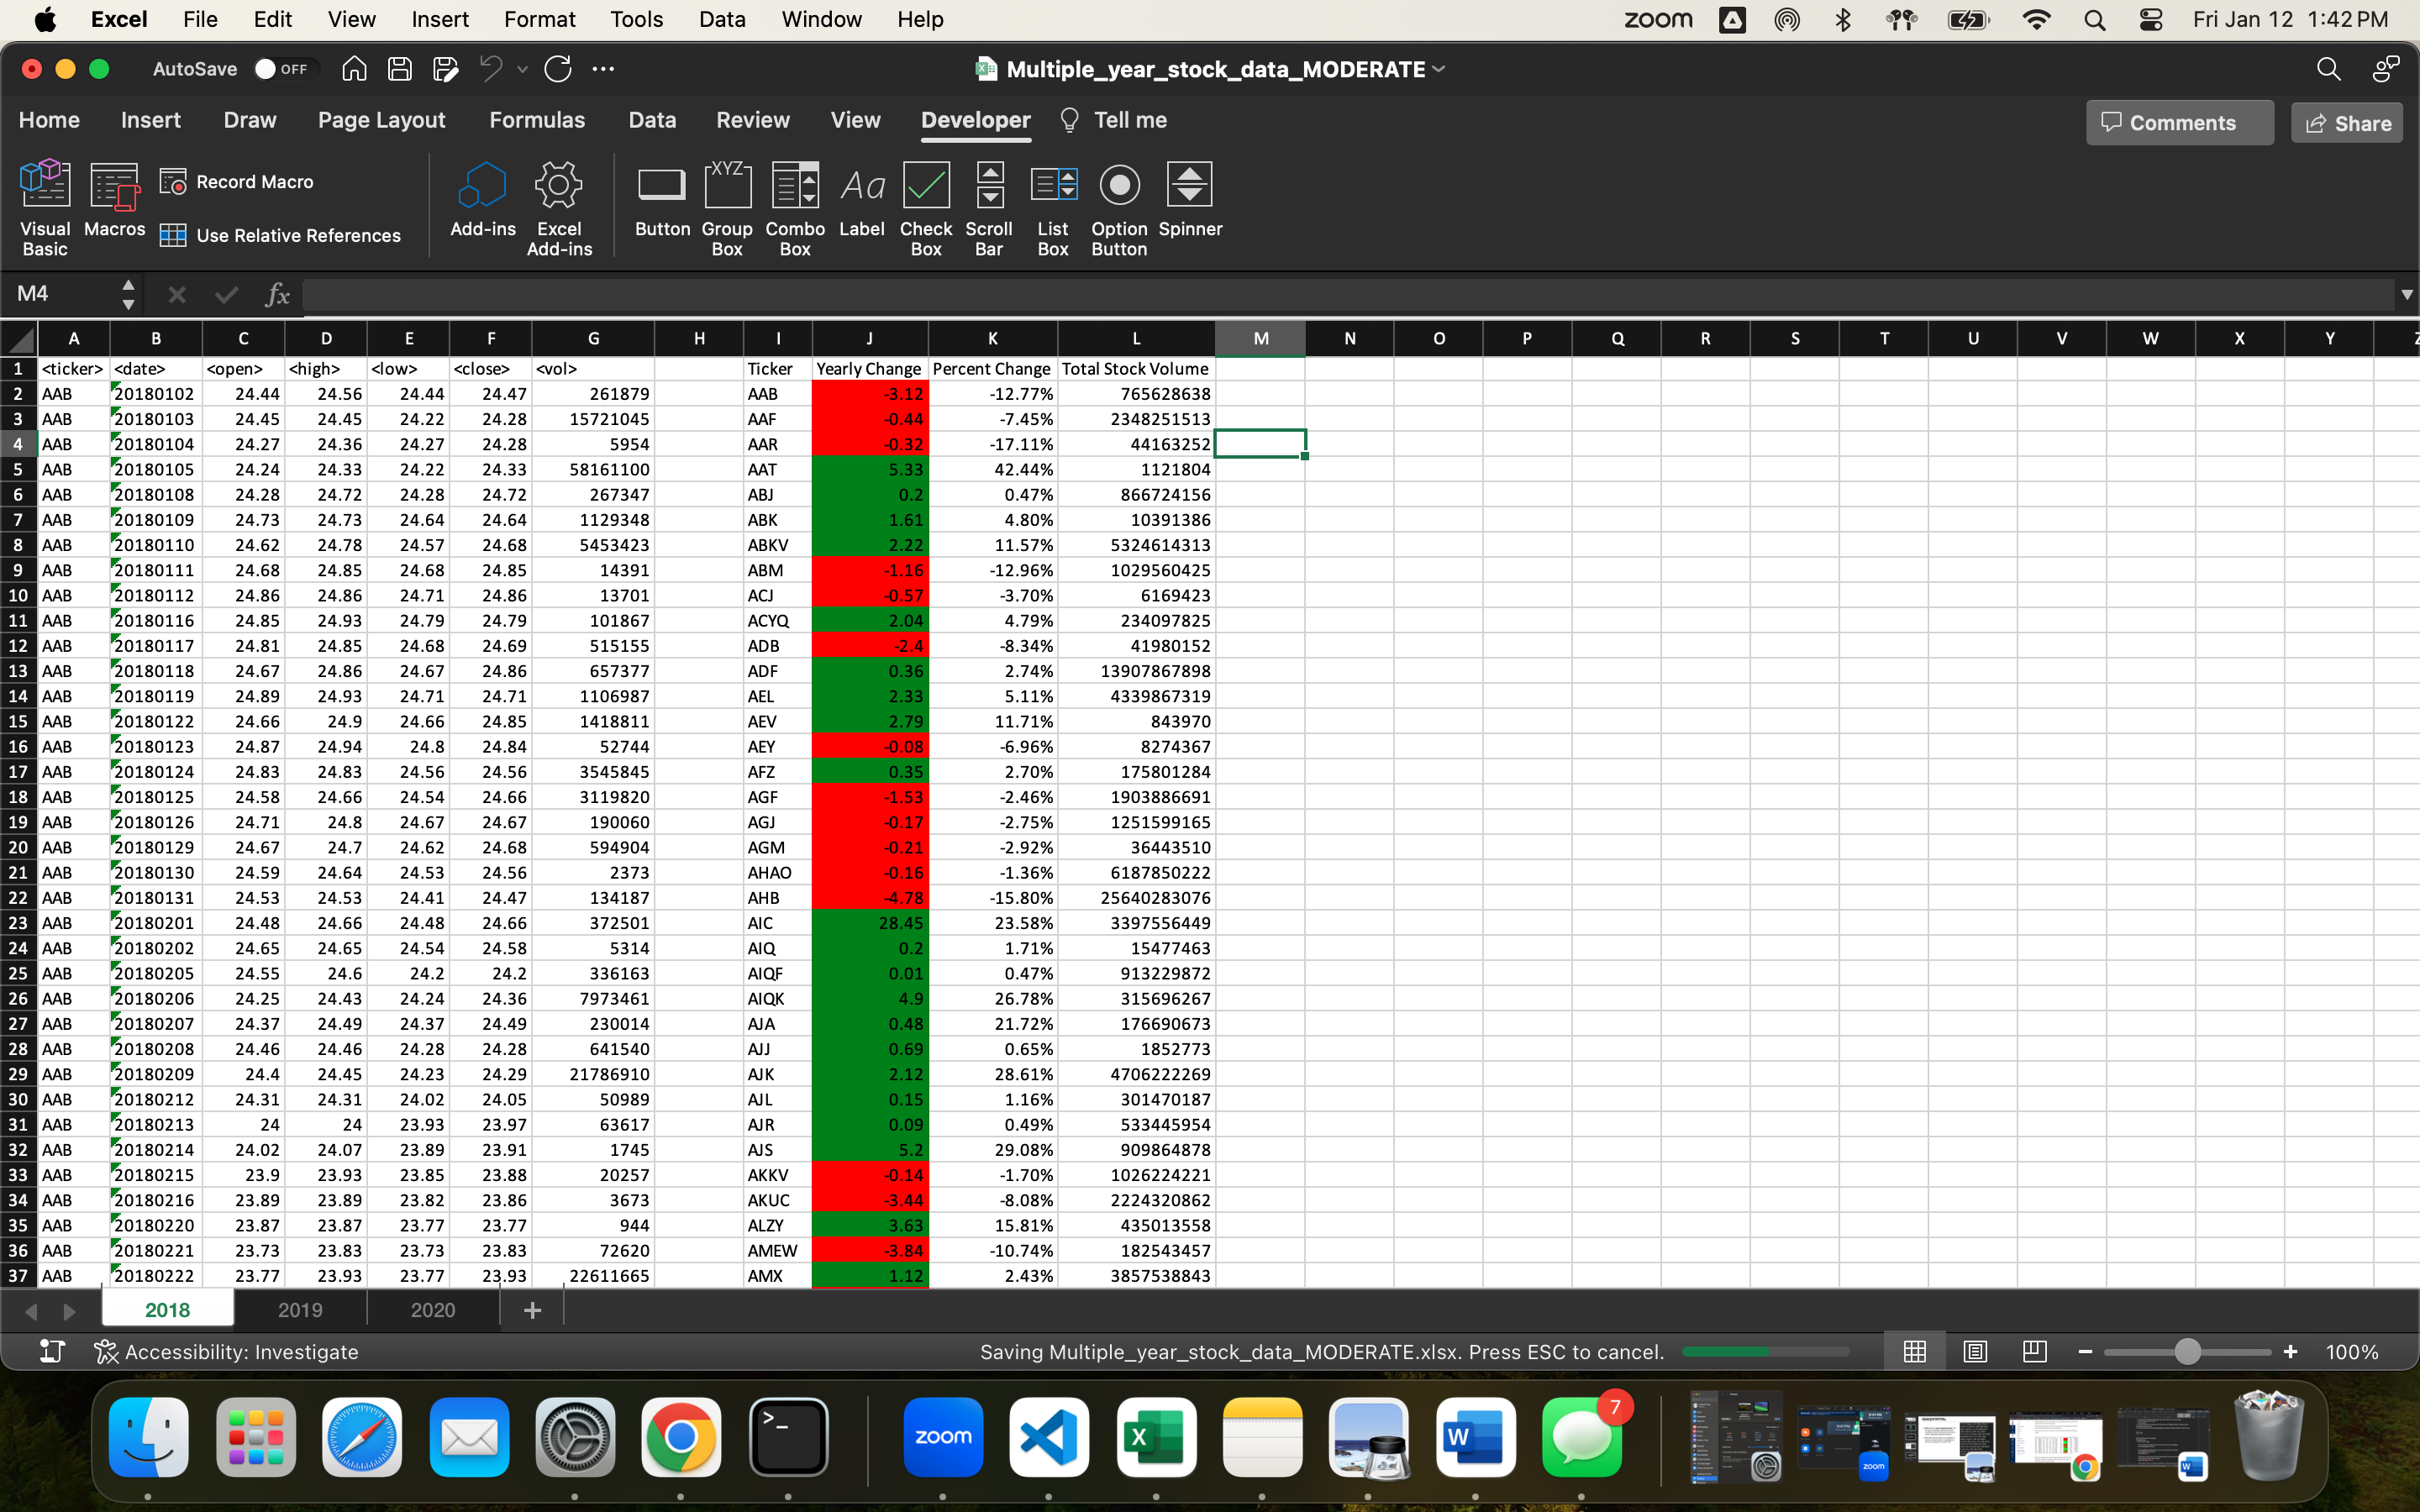 Excel File Edit View Insert Format Tools Data Window Help zoom Fri Jan 12 1:42 PM
AutoSave OFF Multiple_year_stock_data_MODERATE
Home Insert Draw Page Layout Formulas Data Review View Developer Tell me Comments Share
Visual Basic Macros Record Macro Use Relative References Add-ins Excel Add-ins Button XYZ Group Box Combo Box Aa Label Check Box Scroll Bar List Box Option Button Spinner
M4 fx
A B C D E F G H I J K L M N O P Q R S T U V W X Y Z
1 <ticker> <date> <open> <high> <low> <close> <vol> Ticker Yearly Change Percent Change Total Stock Volume
2 AAB 20180102 24.44 24.56 24.44 24.47 261879 AAB -3.12 -12.77% 765628638
3 AAB 20180103 24.45 24.45 24.22 24.28 15721045 AAF -0.44 -7.45% 2348251513
4 AAB 20180104 24.27 24.36 24.27 24.28 5954 AAR -0.32 -17.11% 44163252
5 AAB 20180105 24.24 24.33 24.22 24.33 58161100 AAT 5.33 42.44% 1121804
6 AAB 20180108 24.28 24.72 24.28 24.72 267347 ABJ 0.2 0.47% 866724156
7 AAB 20180109 24.73 24.73 24.64 24.64 1129348 ABK 1.61 4.80% 10391386
8 AAB 20180110 24.62 24.78 24.57 24.68 5453423 ABKV 2.22 11.57% 5324614313
9 AAB 20180111 24.68 24.85 24.68 24.85 14391 ABM -1.16 -12.96% 1029560425
10 AAB 20180112 24.86 24.86 24.71 24.86 13701 ACJ -0.57 -3.70% 6169423
11 AAB 20180116 24.85 24.93 24.79 24.79 101867 ACYQ 2.04 4.79% 234097825
12 AAB 20180117 24.81 24.85 24.68 24.69 515155 ADB -2.4 -8.34% 41980152
13 AAB 20180118 24.67 24.86 24.67 24.86 657377 ADF 0.36 2.74% 13907867898
14 AAB 20180119 24.89 24.93 24.71 24.71 1106987 AEL 2.33 5.11% 4339867319
15 AAB 20180122 24.66 24.9 24.66 24.85 1418811 AEV 2.79 11.71% 843970
16 AAB 20180123 24.87 24.94 24.8 24.84 52744 AEY -0.08 -6.96% 8274367
17 AAB 20180124 24.83 24.83 24.56 24.56 3545845 AFZ 0.35 2.70% 175801284
18 AAB 20180125 24.58 24.66 24.54 24.66 3119820 AGF -1.53 -2.46% 1903886691
19 AAB 20180126 24.71 24.8 24.67 24.67 190060 AGJ -0.17 -2.75% 1251599165
20 AAB 20180129 24.67 24.7 24.62 24.68 594904 AGM -0.21 -2.92% 36443510
21 AAB 20180130 24.59 24.64 24.53 24.56 2373 AHAO -0.16 -1.36% 6187850222
22 AAB 20180131 24.53 24.53 24.41 24.47 134187 AHB -4.78 -15.80% 25640283076
23 AAB 20180201 24.48 24.66 24.48 24.66 372501 AIC 28.45 23.58% 3397556449
24 AAB 20180202 24.65 24.65 24.54 24.58 5314 AIQ 0.2 1.71% 15477463
25 AAB 20180205 24.55 24.6 24.2 24.2 336163 AIQF 0.01 0.47% 913229872
26 AAB 20180206 24.25 24.43 24.24 24.36 7973461 AIQK 4.9 26.78% 315696267
27 AAB 20180207 24.37 24.49 24.37 24.49 230014 AJA 0.48 21.72% 176690673
28 AAB 20180208 24.46 24.46 24.28 24.28 641540 AJJ 0.69 0.65% 1852773
29 AAB 20180209 24.4 24.45 24.23 24.29 21786910 AJK 2.12 28.61% 4706222269
30 AAB 20180212 24.31 24.31 24.02 24.05 50989 AJL 0.15 1.16% 301470187
31 AAB 20180213 24 24 23.93 23.97 63617 AJR 0.09 0.49% 533445954
32 AAB 20180214 24.02 24.07 23.89 23.91 1745 AJS 5.2 29.08% 909864878
33 AAB 20180215 23.9 23.93 23.85 23.88 20257 AKKV -0.14 -1.70% 1026224221
34 AAB 20180216 23.89 23.89 23.82 23.86 3673 AKUC -3.44 -8.08% 2224320862
35 AAB 20180220 23.87 23.87 23.77 23.77 944 ALZY 3.63 15.81% 435013558
36 AAB 20180221 23.73 23.83 23.73 23.83 72620 AMEW -3.84 -10.74% 182543457
37 AAB 20180222 23.77 23.93 23.77 23.93 22611665 AMX 1.12 2.43% 3857538843
2018 2019 2020 +
Accessibility: Investigate Saving Multiple_year_stock_data_MODERATE.xlsx. Press ESC to cancel. 100%
zoom X W 7 zoom W